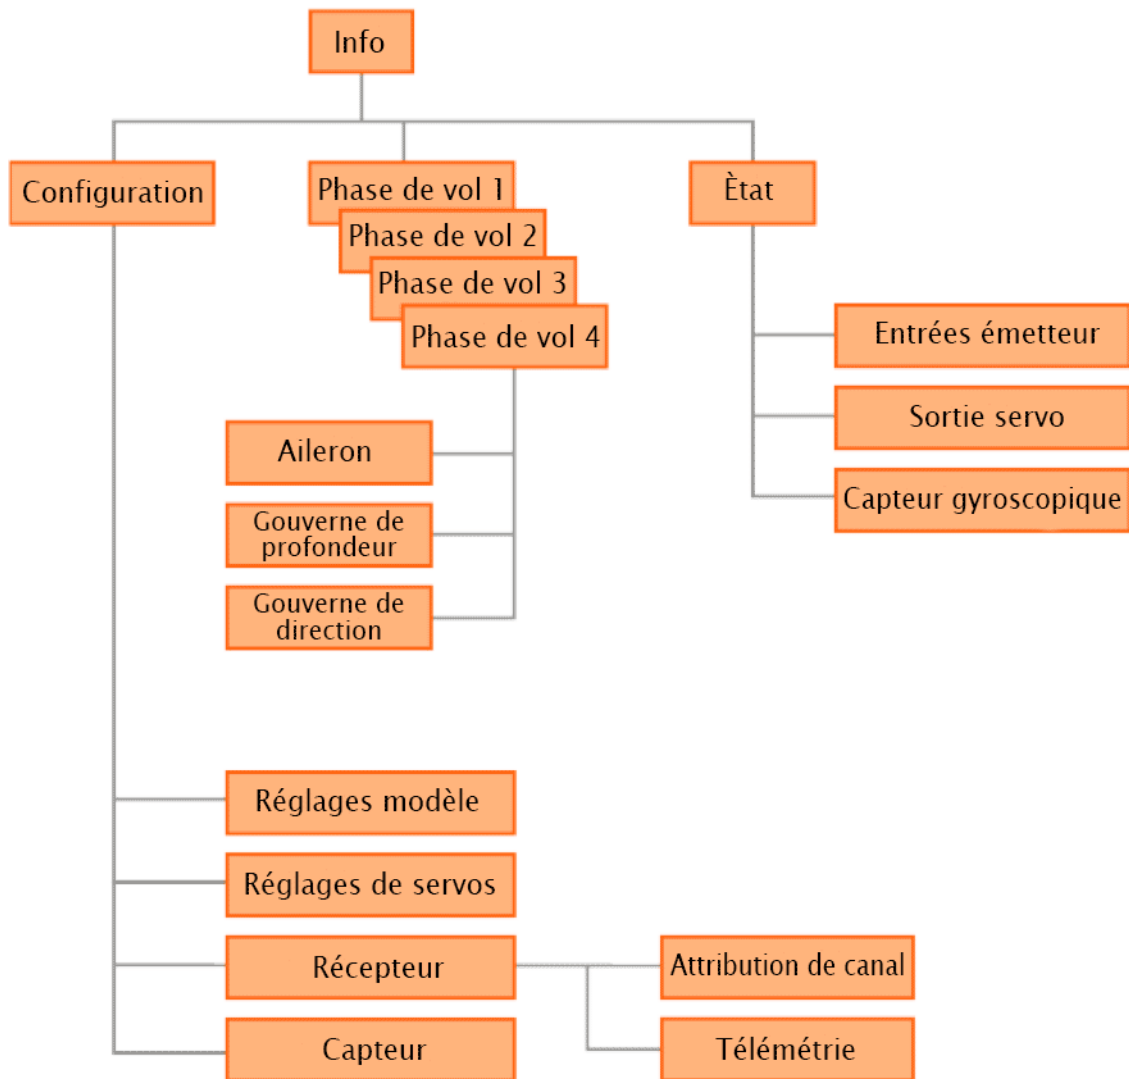 Info
Configuration
Phase de vol 1
Phase de vol 2
Phase de vol 3
Phase de vol 4
Ètat
Entrées émetteur
Sortie servo
Capteur gyroscopique
Aileron
Gouverne de
profondeur
Gouverne de
direction
Réglages modèle
Réglages de servos
Récepteur
Capteur
Attribution de canal
Télémétrie